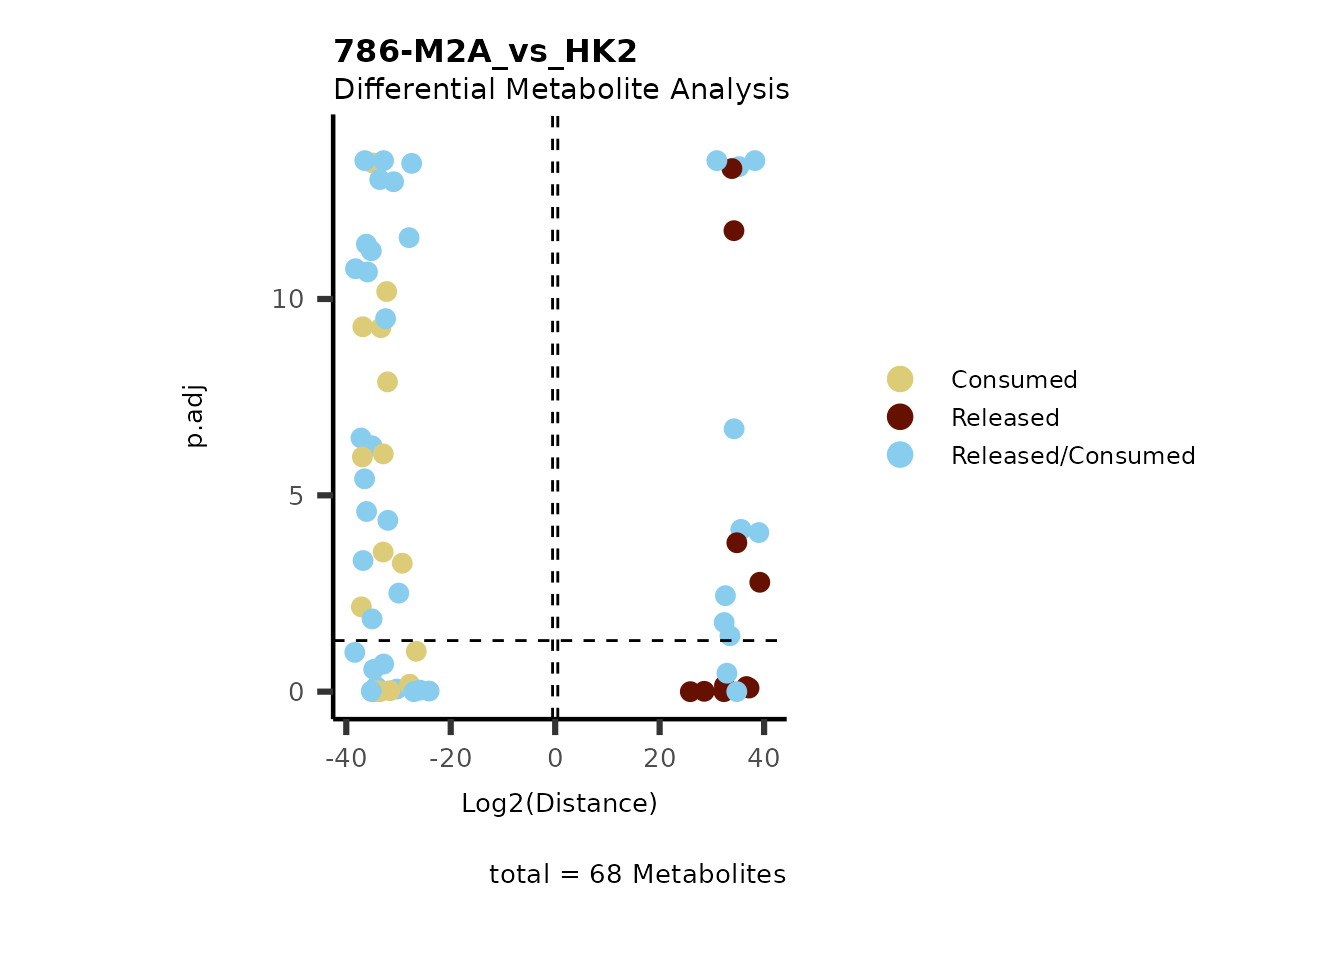 786-M2A_vs_HK2
Differential Metabolite Analysis
p.adj
10
5
0
-40
-20
0
20
40
Log2(Distance)
Consumed
Released
Released/Consumed
total = 68 Metabolites